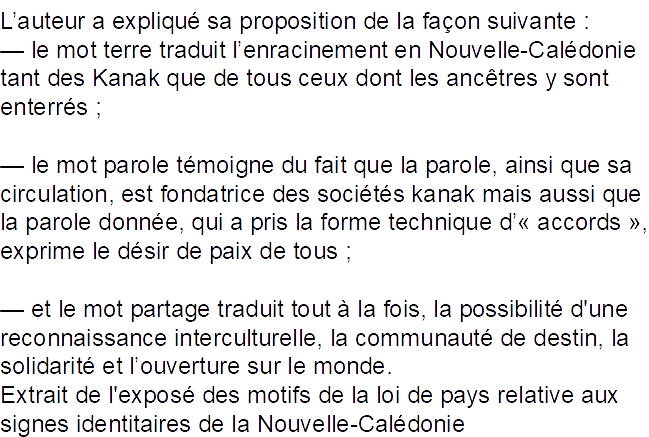 L’auteur a expliqué sa proposition de la façon suivante :
— le mot terre traduit l’enracinement en Nouvelle-Calédonie
tant des Kanak que de tous ceux dont les ancêtres y sont
enterrés ;
— le mot parole témoigne du fait que la parole, ainsi que sa
circulation, est fondatrice des sociétés kanak mais aussi que
la parole donnée, qui a pris la forme technique d’« accords »,
exprime le désir de paix de tous ;
— et le mot partage traduit tout à la fois, la possibilité d'une
reconnaissance interculturelle, la communauté de destin, la
solidarité et l’ouverture sur le monde.
Extrait de l'exposé des motifs de la loi de pays relative aux
signes identitaires de la Nouvelle-Calédonie